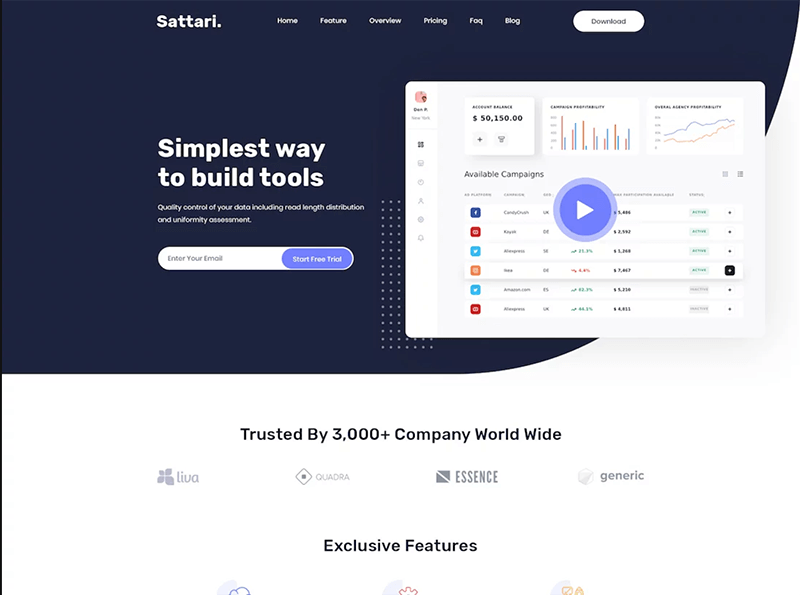 Sattari.
Home Feature Overview Pricing Faq Blog
Download
Simplest way
to build tools
Quality control of your data including read length distribution
and uniformity assessment.
Enter Your Email
Start Free Trial
Don P.
New York
ACCOUNT BALANCE
$ 50,150.00
CAMPAIGN PROFITABILITY
OVERAL AGENCY PROFITABILITY
Available Campaigns
AD PLATFORM CAMPAIGN GEO MAX PARTICIPATION AVAILABLE STATUS
CandyCrush UK 5,486 ACTIVE
Kayak DE $ 2,592 ACTIVE
Aliexpress SE 21.3% $ 1,268 ACTIVE
Ikea DE 6.4% $ 7,467 ACTIVE
Amazon.com ES 62.3% $ 5,210 INACTIVE
Aliexpress UK 44.1% $ 4,811 INACTIVE
Trusted By 3,000+ Company World Wide
liva
QUADRA
ESSENCE
generic
Exclusive Features